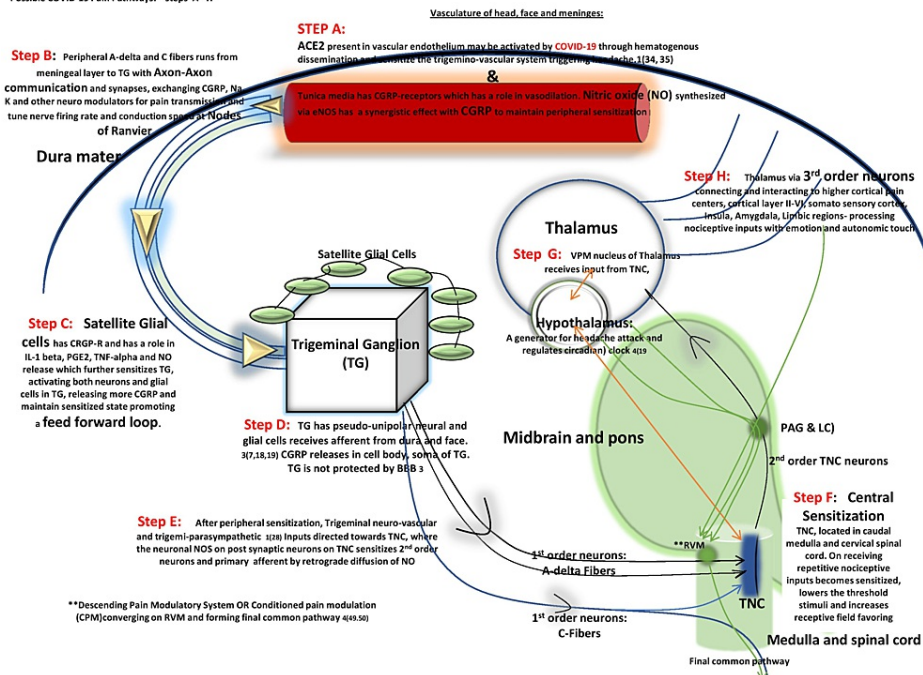 Possible COVID-19 Pain Pathways: Steps A-H
Vasculature of head, face and meninges:
STEP A:
ACE2 present in vascular endothelium may be activated by COVID-19 through hematogenous
dissemination and sensitize the trigemino-vascular system triggering headache.1(34, 35)
&
Tunica media has CGRP-receptors which has a role in vasodilation. Nitric oxide (NO) synthesized
via eNOS has a synergistic effect with CGRP to maintain peripheral sensitization
Step B: Peripheral A-delta and C fibers runs from
meningeal layer to TG with Axon-Axon
communication and synapses, exchanging CGRP, Na
K and other neuro modulators for pain transmission and
tune nerve firing rate and conduction speed at Nodes
of Ranvier
Dura mater
Step H: Thalamus via 3rd order neurons
connecting and interacting to higher cortical pain
centers, cortical layer II-VI, somato sensory cortex,
Insula, Amygdala, Limbic regions- processing
nociceptive inputs with emotion and autonomic touch
Thalamus
Step G: VPM nucleus of Thalamus
receives input from TNC,
Hypothalamus:
A generator for headache attack and
regulates circadian) clock 4(19
Satellite Glial Cells
Trigeminal Ganglion
(TG)
Step C: Satellite Glial
cells has CRGP-R and has a role in
IL-1 beta, PGE2, TNF-alpha and NO
release which further sensitizes TG,
activating both neurons and glial
cells in TG, releasing more CGRP and
maintain sensitized state promoting
a feed forward loop.
Step D: TG has pseudo-unipolar neural and
glial cells receives afferent from dura and face.
3(7,18,19) CGRP releases in cell body, soma of TG.
TG is not protected by BBB 3
Midbrain and pons
PAG & LC)
2nd order TNC neurons
Step E: After peripheral sensitization, Trigeminal neuro-vascular
and trigemi-parasympathetic 1(28) Inputs directed towards TNC, where
the neuronal NOS on post synaptic neurons on TNC sensitizes 2nd order
neurons and primary afferent by retrograde diffusion of NO
Step F: Central
Sensitization
TNC, located in caudal
medulla and cervical spinal
cord. On receiving
repetitive nociceptive
inputs becomes sensitized,
lowers the threshold
stimuli and increases
receptive field favoring
**RVM
1st order neurons:
A-delta Fibers
TNC
1st order neurons:
C-Fibers
**Descending Pain Modulatory System OR Conditioned pain modulation
(CPM)converging on RVM and forming final common pathway 4(49.50)
Medulla and spinal cord
Final common pathway